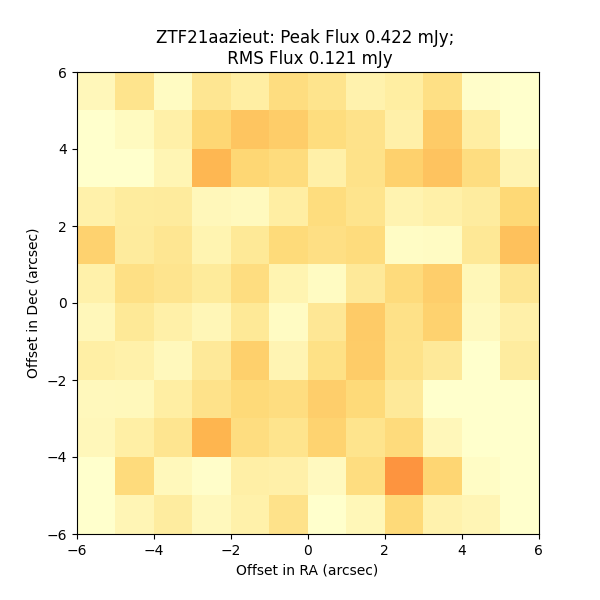 ZTF21aazieut: Peak Flux 0.422 mJy;
RMS Flux 0.121 mJy
6
4
2
0
−2
−4
−6
Offset in Dec (arcsec)
−6 −4 −2 0 2 4 6
Offset in RA (arcsec)